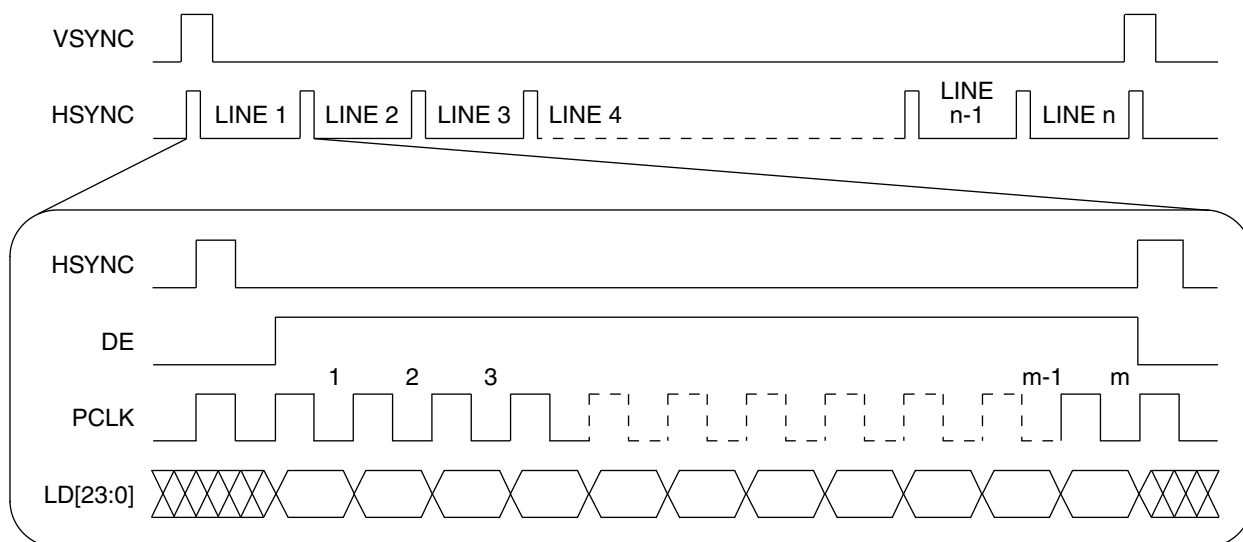 VSYNC
HSYNC LINE 1 LINE 2 LINE 3 LINE 4 LINE
n-1 LINE n
HSYNC
DE
1 2 3 m-1 m
PCLK
LD[23:0]